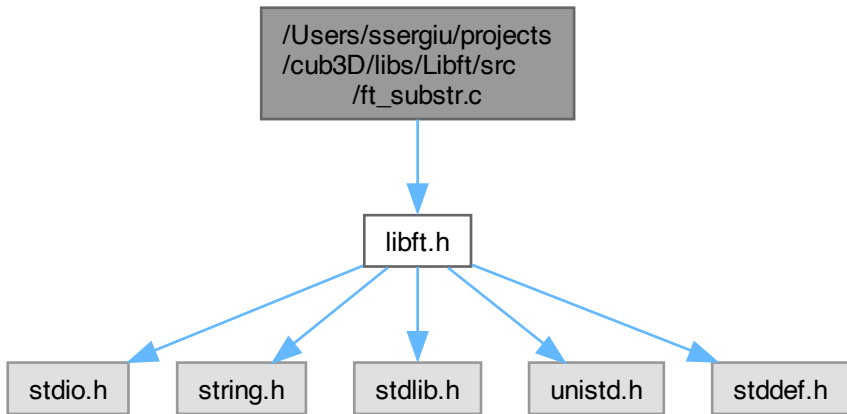 /Users/ssergiu/projects
/cub3D/libs/Libft/src
/ft_substr.c
libft.h
stdio.h
string.h
stdlib.h
unistd.h
stddef.h